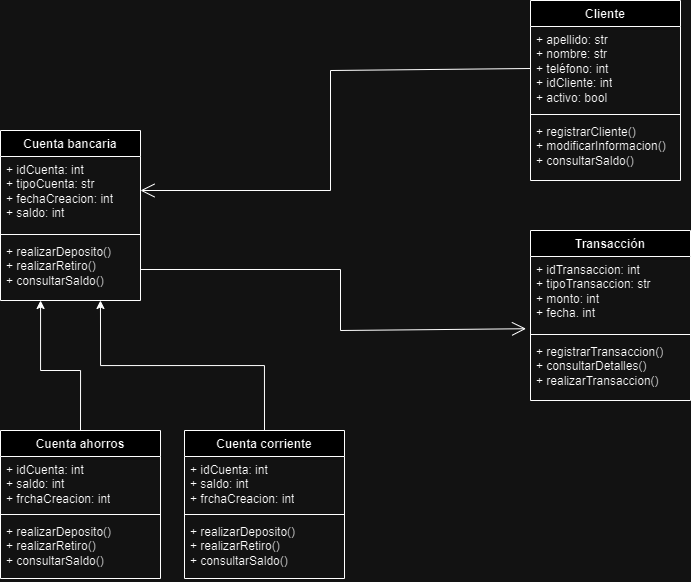 Cliente
+ apellido: str
+ nombre: str
+ teléfono: int
+ idCliente: int
+ activo: bool
+ registrarCliente()
+ modificarInformacion()
+ consultarSaldo()
Cuenta bancaria
+ idCuenta: int
+ tipoCuenta: str
+ fechaCreacion: int
+ saldo: int
+ realizarDeposito()
+ realizarRetiro()
+ consultarSaldo()
Transacción
+ idTransaccion: int
+ tipoTransaccion: str
+ monto: int
+ fecha. int
+ registrarTransaccion()
+ consultarDetalles()
+ realizarTransaccion()
Cuenta ahorros
+ idCuenta: int
+ saldo: int
+ frchaCreacion: int
+ realizarDeposito()
+ realizarRetiro()
+ consultarSaldo()
Cuenta corriente
+ idCuenta: int
+ saldo: int
+ frchaCreacion: int
+ realizarDeposito()
+ realizarRetiro()
+ consultarSaldo()